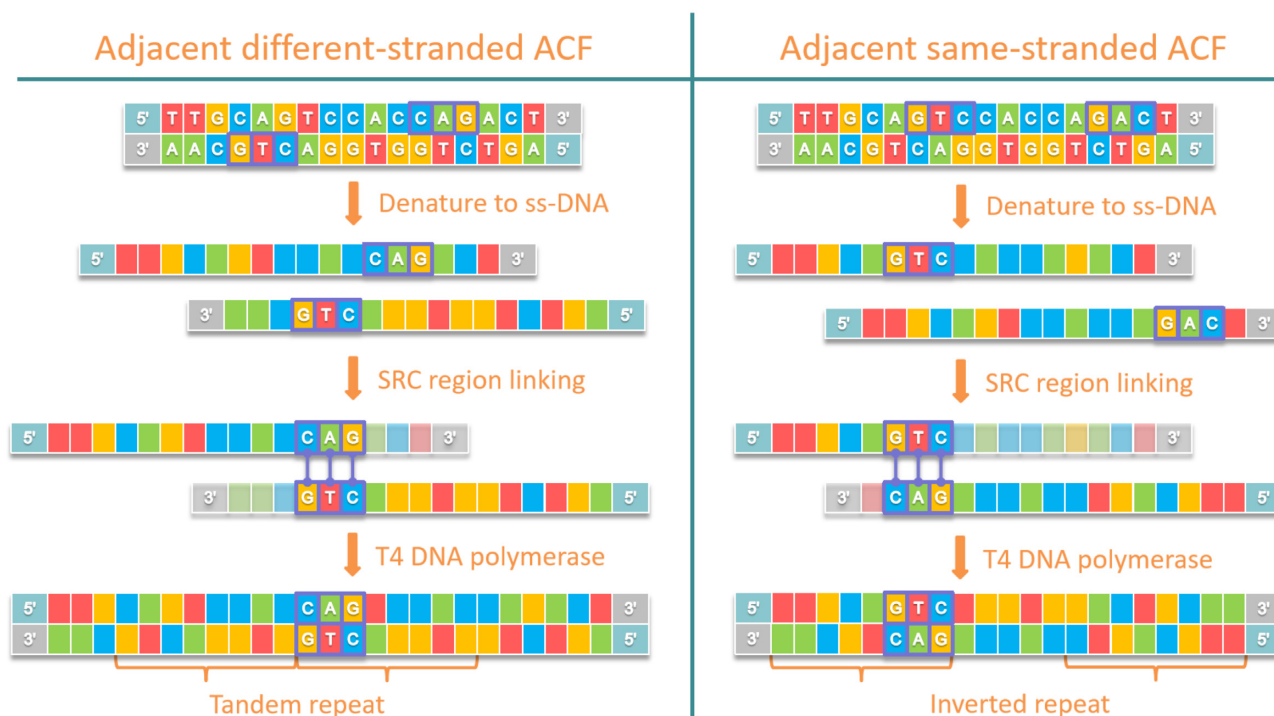 Adjacent different-stranded ACF
5' T T G C A G T C C A C C A G A C T 3'
3' A A C G T C A G G T G G T C T G A 5'
Denature to ss-DNA
5' C A G 3'
3' G T C 5'
SRC region linking
5' C A G 3'
3' G T C 5'
T4 DNA polymerase
5' C A G 3'
3' G T C 5'
Tandem repeat
Adjacent same-stranded ACF
5' T T G C A G T C C A C C A G A C T 3'
3' A A C G T C A G G T G G T C T G A 5'
Denature to ss-DNA
5' G T C 3'
5' G A C 3'
SRC region linking
5' G T C 3'
3' C A G 5'
T4 DNA polymerase
5' G T C 3'
3' C A G 5'
Inverted repeat